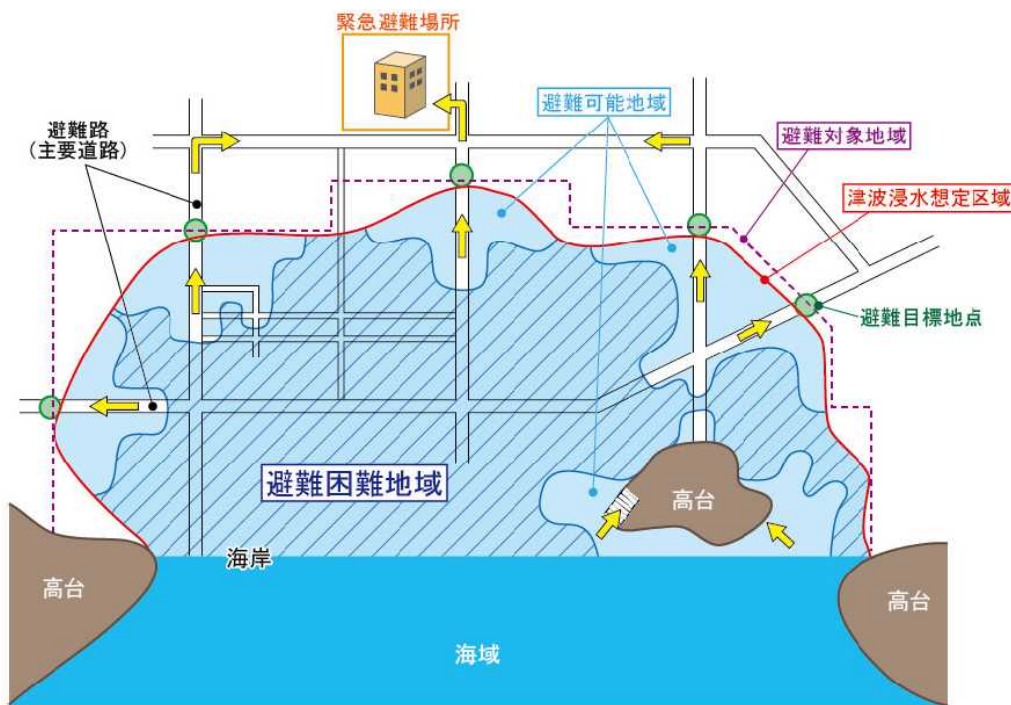 緊急避難場所
避難可能地域
避難路
(主要道路)
避難対象地域
津波浸水想定区域
避難目標地点
避難困難地域
高台
海岸
高台
高台
海域